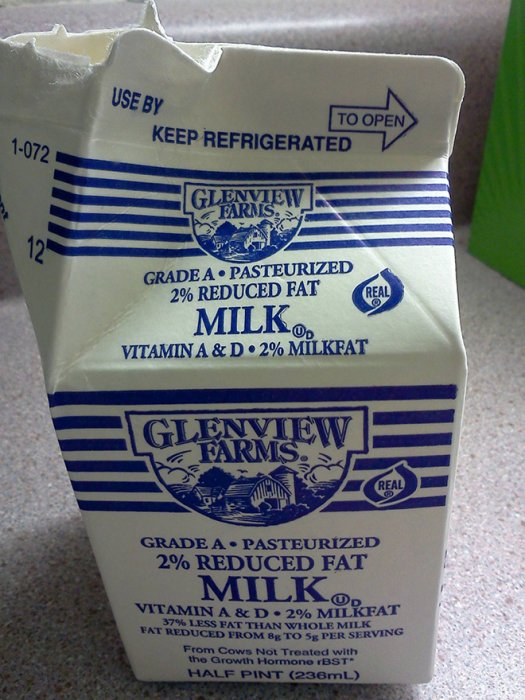 USE BY
TO OPEN
KEEP REFRIGERATED
1-072
12
GLENVIEW
FARMS®
GRADE A • PASTEURIZED
2% REDUCED FAT
REAL
®
MILK ⓊD
VITAMIN A & D • 2% MILKFAT
GLENVIEW
FARMS®
REAL
®
GRADE A • PASTEURIZED
2% REDUCED FAT
MILK ⓊD
VITAMIN A & D • 2% MILKFAT
37% LESS FAT THAN WHOLE MILK
FAT REDUCED FROM 8g TO 5g PER SERVING
From Cows Not Treated with
the Growth Hormone rBST*
HALF PINT (236mL)